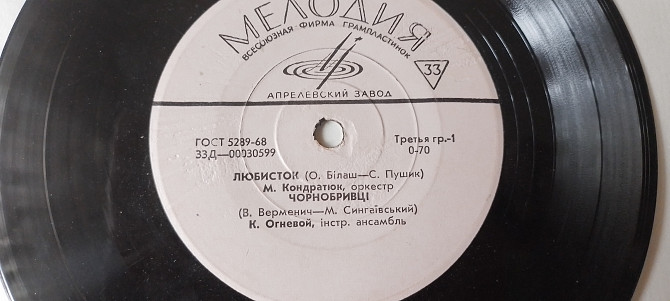 МЕЛОДИЯ
ВСЕСОЮЗНАЯ ФИРМА ГРАМПЛАСТИНОК
33
АПРЕЛЕВСКИЙ ЗАВОД
ГОСТ 5289-68 Третья гр.-1
33Д—00030599 0-70
ЛЮБИСТОК (О. Білаш—С. Пушик)
М. Кондратюк, оркестр
ЧОРНОБРИВЦІ
(В. Верменич—М. Сингаївський)
К. Огневой, інстр. ансамбль